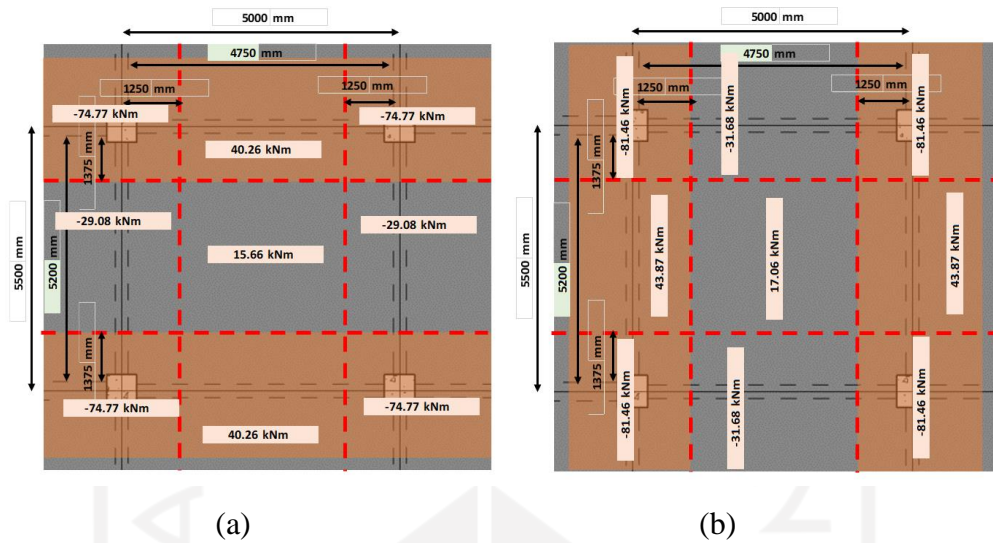 5000 mm
4750 mm
1250 mm
1250 mm
-74.77 kNm
-74.77 kNm
40.26 kNm
1375 mm
-29.08 kNm
-29.08 kNm
15.66 kNm
5500 mm
5200 mm
1375 mm
-74.77 kNm
-74.77 kNm
40.26 kNm
(a)
5000 mm
4750 mm
1250 mm
1250 mm
-81.46 kNm
-31.68 kNm
-81.46 kNm
1375 mm
43.87 kNm
17.06 kNm
43.87 kNm
5500 mm
5200 mm
1375 mm
-81.46 kNm
-31.68 kNm
-81.46 kNm
(b)